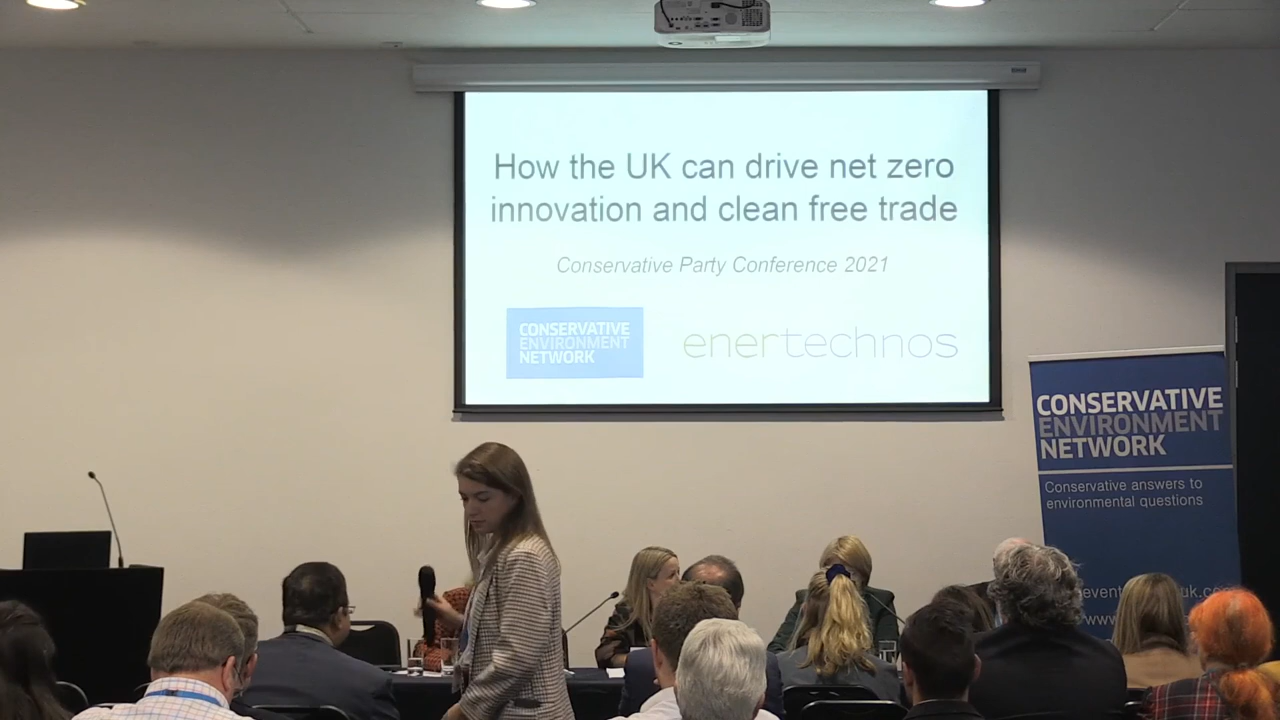 How the UK can drive net zero
innovation and clean free trade
Conservative Party Conference 2021
CONSERVATIVE
ENVIRONMENT
NETWORK
enertechnos
CONSERVATIVE
ENVIRONMENT
NETWORK
Conservative answers to
environmental questions